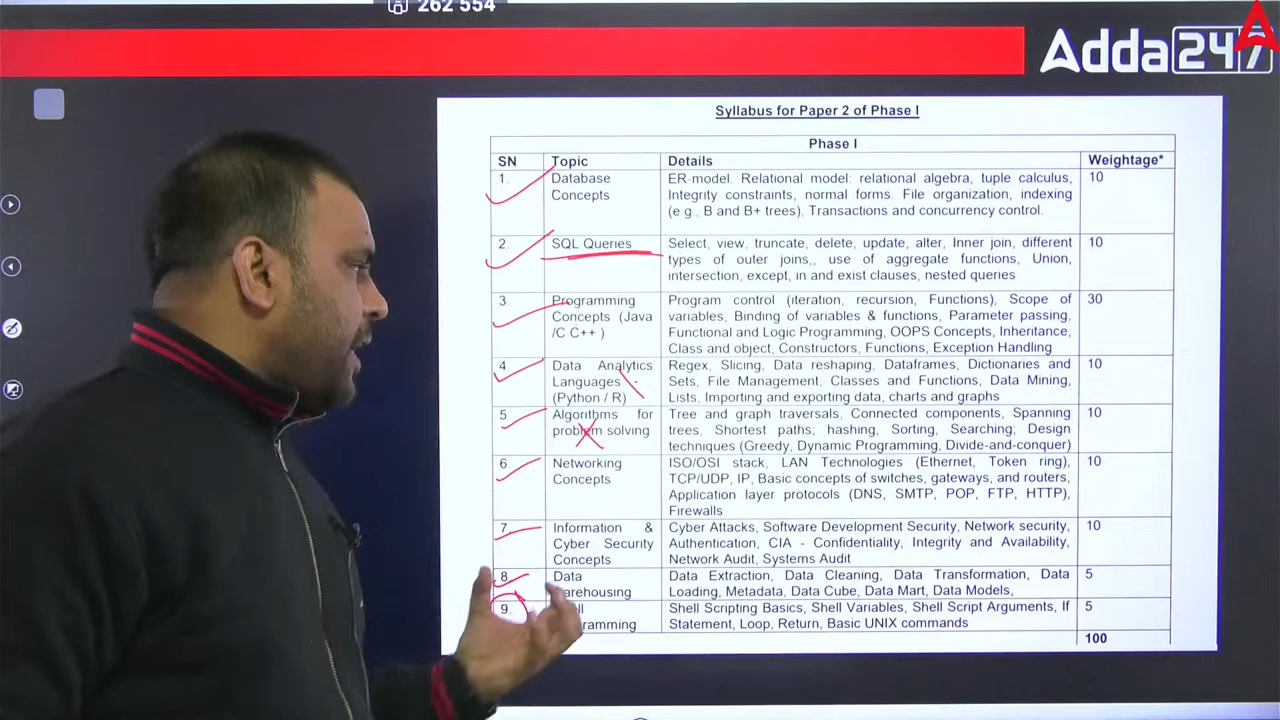 262 554
Adda247
Syllabus for Paper 2 of Phase I
Phase I
SN Topic Details Weightage*
1. Database Concepts ER-model. Relational model: relational algebra, tuple calculus, 10
Integrity constraints, normal forms. File organization, indexing
(e.g., B and B+ trees). Transactions and concurrency control.
2. SQL Queries Select, view, truncate, delete, update, alter, Inner join, different 10
types of outer joins,, use of aggregate functions, Union,
intersection, except, in and exist clauses, nested queries
3 Programming Program control (iteration, recursion, Functions), Scope of 30
Concepts (Java variables, Binding of variables & functions, Parameter passing,
/C C++ ) Functional and Logic Programming, OOPS Concepts, Inheritance,
Class and object, Constructors, Functions, Exception Handling
4 Data Analytics Regex, Slicing, Data reshaping, Dataframes, Dictionaries and 10
Languages Sets, File Management, Classes and Functions, Data Mining,
(Python / R) Lists, Importing and exporting data, charts and graphs
5 Algorithms for Tree and graph traversals, Connected components, Spanning 10
problem solving trees, Shortest paths; hashing, Sorting, Searching; Design
techniques (Greedy, Dynamic Programming, Divide-and-conquer)
6 Networking ISO/OSI stack, LAN Technologies (Ethernet, Token ring), 10
Concepts TCP/UDP, IP, Basic concepts of switches, gateways, and routers,
Application layer protocols (DNS, SMTP, POP, FTP, HTTP),
Firewalls
7 Information & Cyber Attacks, Software Development Security, Network security, 10
Cyber Security Authentication, CIA - Confidentiality, Integrity and Availability,
Concepts Network Audit, Systems Audit
8 Data Data Extraction, Data Cleaning, Data Transformation, Data 5
Loading, Metadata, Data Cube, Data Mart, Data Models,
9. Shell Scripting Basics, Shell Variables, Shell Script Arguments, If 5
Statement, Loop, Return, Basic UNIX commands
100